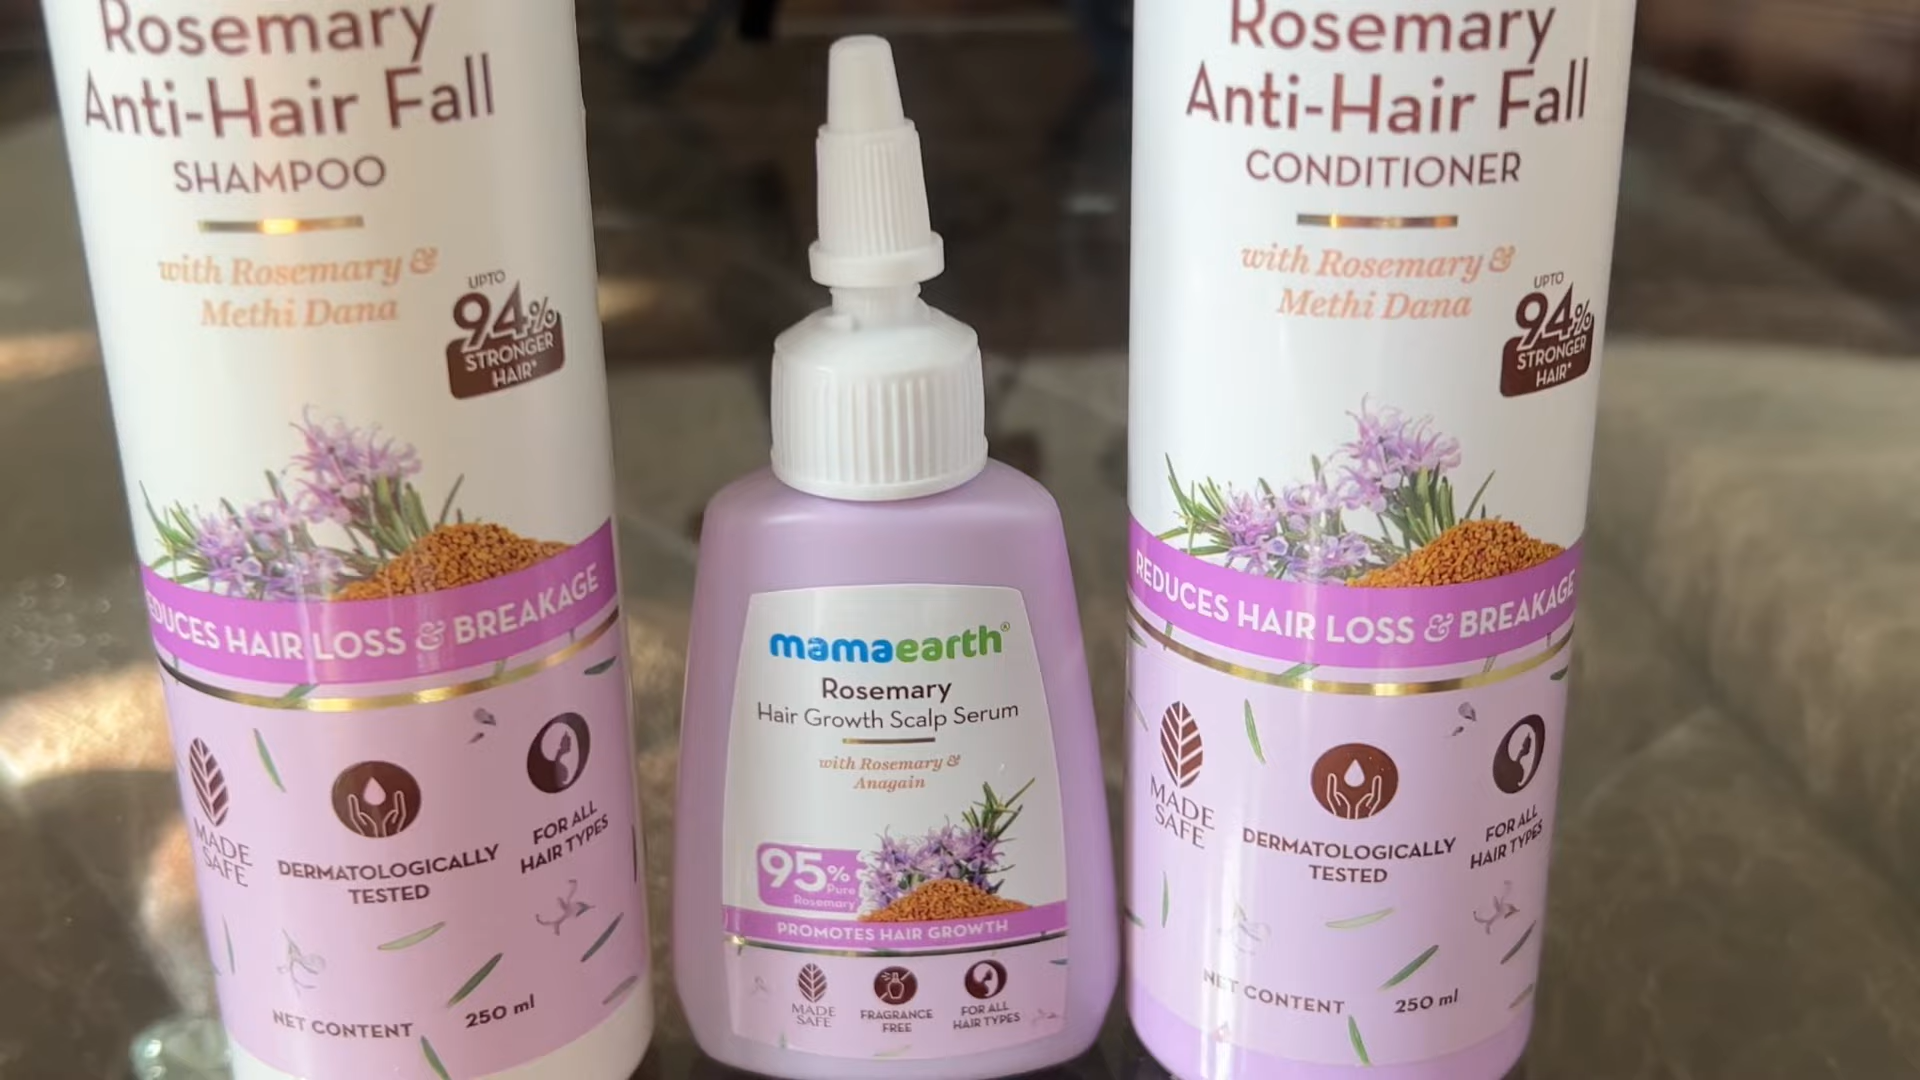 Rosemary
Anti-Hair Fall
SHAMPOO
with Rosemary &
Methi Dana
UPTO
94%
STRONGER
HAIR*
REDUCES HAIR LOSS & BREAKAGE
MADE
SAFE
DERMATOLOGICALLY
TESTED
FOR ALL
HAIR TYPES
NET CONTENT
250 ml
mamaearth®
Rosemary
Hair Growth Scalp Serum
with Rosemary &
Anagain
95%
Pure
Rosemary
PROMOTES HAIR GROWTH
MADE
SAFE
FRAGRANCE
FREE
FOR ALL
HAIR TYPES
Rosemary
Anti-Hair Fall
CONDITIONER
with Rosemary &
Methi Dana
UPTO
94%
STRONGER
HAIR*
REDUCES HAIR LOSS & BREAKAGE
MADE
SAFE
DERMATOLOGICALLY
TESTED
FOR ALL
HAIR TYPES
NET CONTENT
250 ml